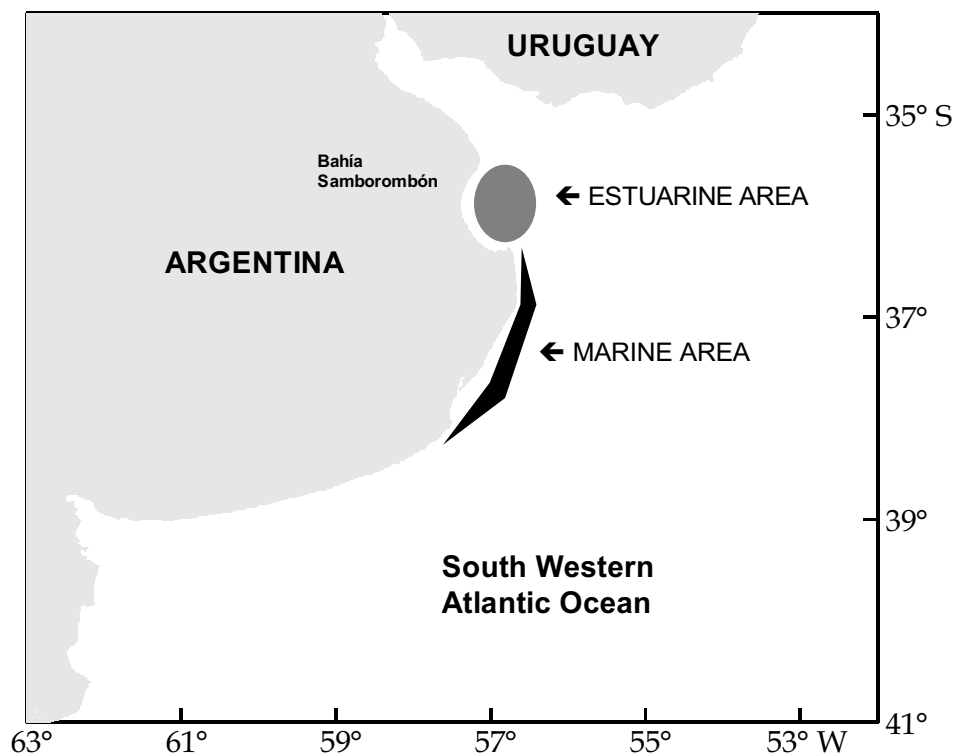 URUGUAY
35° S
Bahía
Samborombón
← ESTUARINE AREA
ARGENTINA
37°
← MARINE AREA
39°
South Western
Atlantic Ocean
41°
63° 61° 59° 57° 55° 53° W